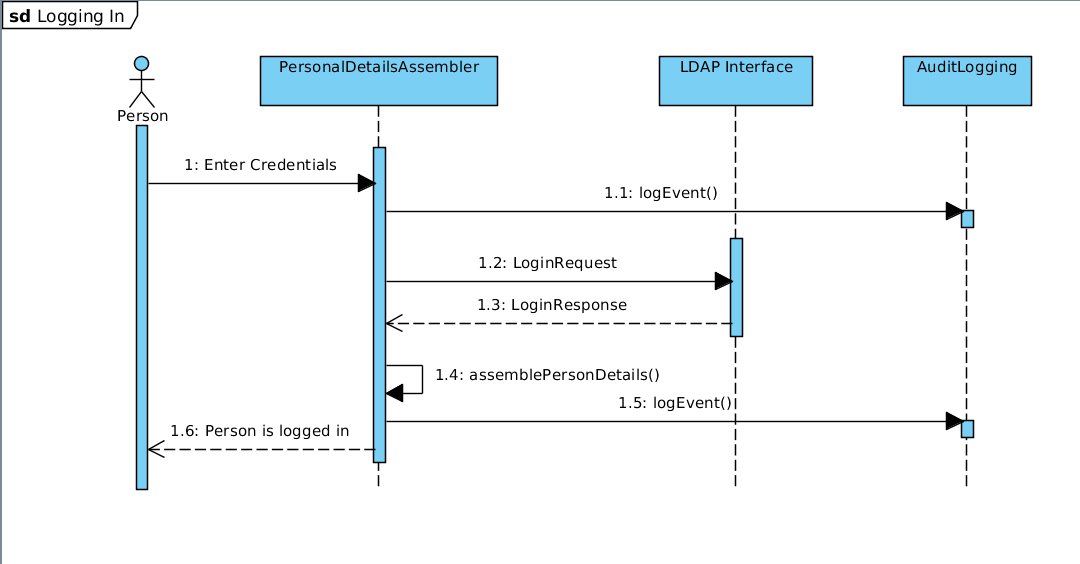 sd Logging In
PersonalDetailsAssembler
LDAP Interface
AuditLogging
Person
1: Enter Credentials
1.1: logEvent()
1.2: LoginRequest
1.3: LoginResponse
1.4: assemblePersonDetails()
1.5: logEvent()
1.6: Person is logged in